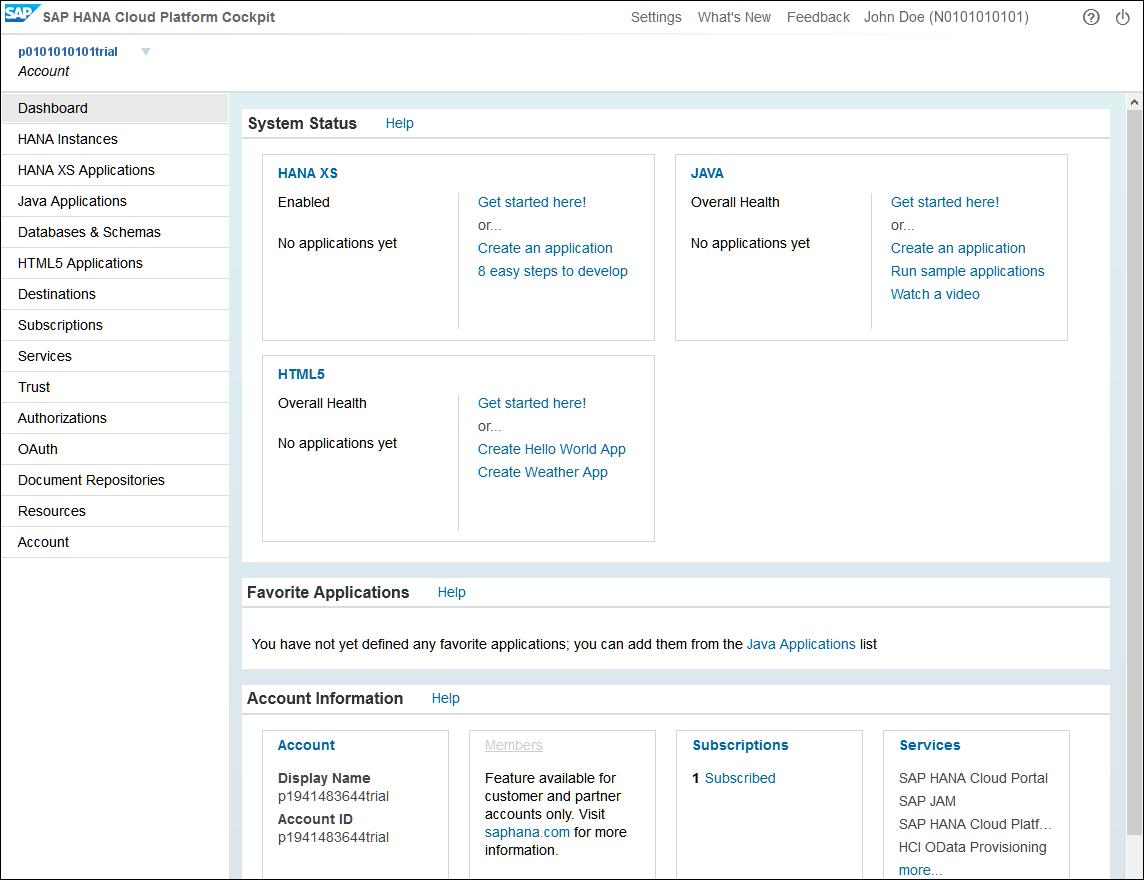 SAP SAP HANA Cloud Platform Cockpit
Settings What's New Feedback John Doe (N0101010101) ?
p0101010101trial
Account
Dashboard
HANA Instances
HANA XS Applications
Java Applications
Databases & Schemas
HTML5 Applications
Destinations
Subscriptions
Services
Trust
Authorizations
OAuth
Document Repositories
Resources
Account
System Status Help
HANA XS
Enabled
No applications yet
Get started here!
or...
Create an application
8 easy steps to develop
JAVA
Overall Health
No applications yet
Get started here!
or...
Create an application
Run sample applications
Watch a video
HTML5
Overall Health
No applications yet
Get started here!
or...
Create Hello World App
Create Weather App
Favorite Applications Help
You have not yet defined any favorite applications; you can add them from the Java Applications list
Account Information Help
Account
Display Name
p1941483644trial
Account ID
p1941483644trial
Members
Feature available for
customer and partner
accounts only. Visit
saphana.com for more
information.
Subscriptions
1 Subscribed
Services
SAP HANA Cloud Portal
SAP JAM
SAP HANA Cloud Platf...
HCI OData Provisioning
more...